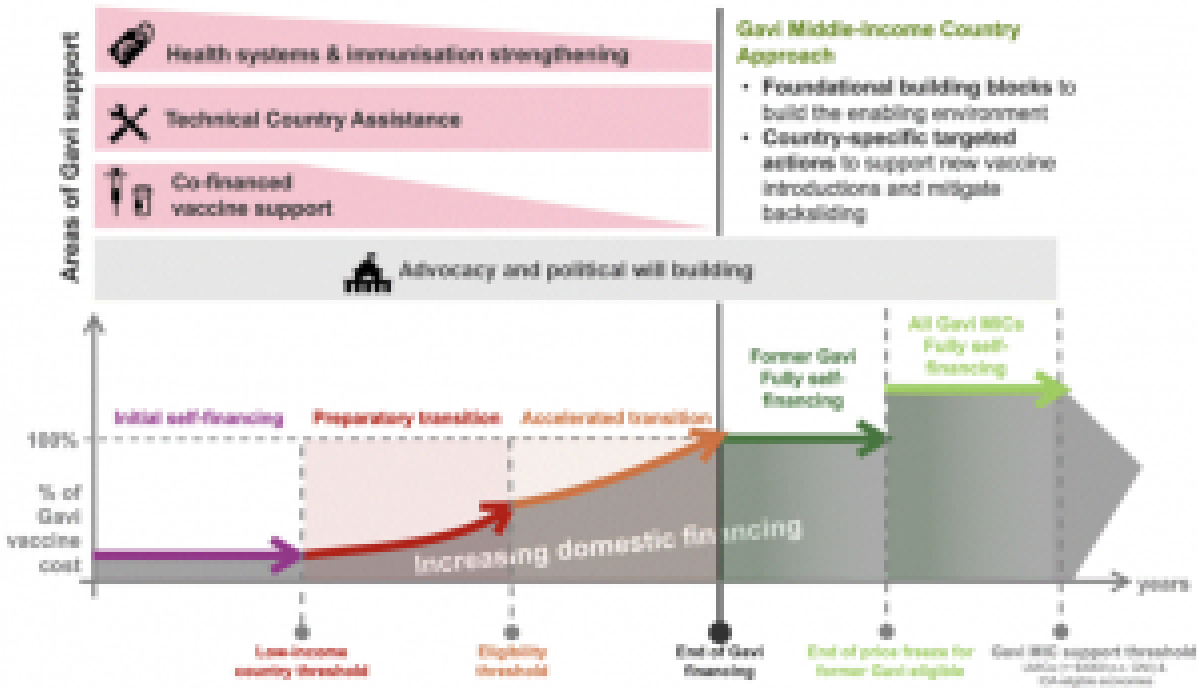 Areas of Gavi support
Health systems & immunisation strengthening
Technical Country Assistance
Co-financed
vaccine support
Gavi Middle-Income Country
Approach
• Foundational building blocks to
build the enabling environment
• Country-specific targeted
actions to support new vaccine
introductions and mitigate
backsliding
Advocacy and political will building
All Gavi MICs
Fully self-
financing
Former Gavi
Fully self-
financing
Initial self-financing
Preparatory transition
Accelerated transition
100%
% of
Gavi
vaccine
cost
Increasing domestic financing
years
Low-income
country threshold
Eligibility
threshold
End of Gavi
financing
End of price freeze for
former Gavi eligible
Gavi MIC support threshold